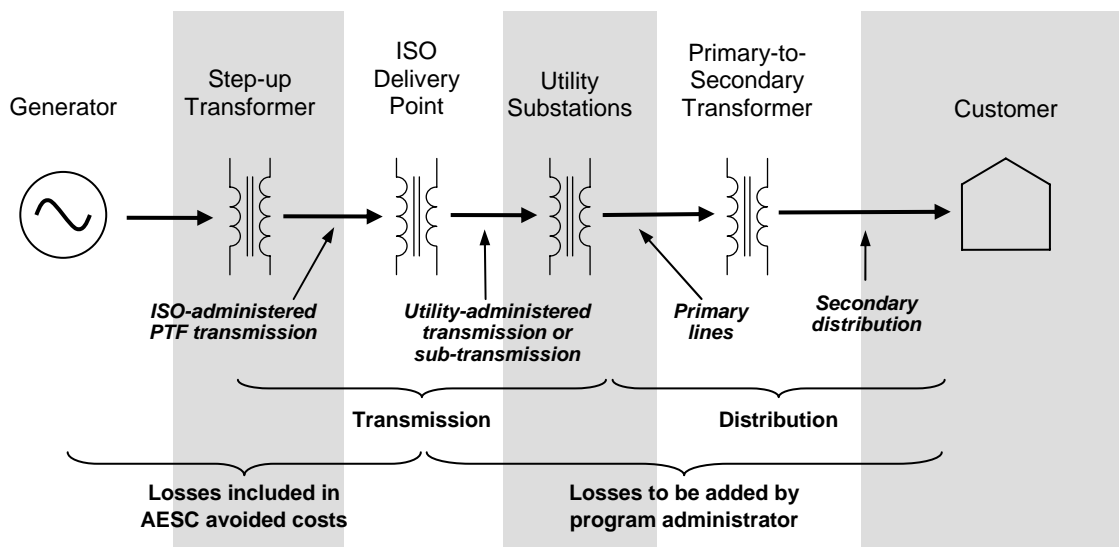 Generator
Step-up
Transformer
ISO
Delivery
Point
Utility
Substations
Primary-to-
Secondary
Transformer
Customer
ISO-administered
PTF transmission
Utility-administered
transmission or
sub-transmission
Primary
lines
Secondary
distribution
Transmission
Distribution
Losses included in
AESC avoided costs
Losses to be added by
program administrator